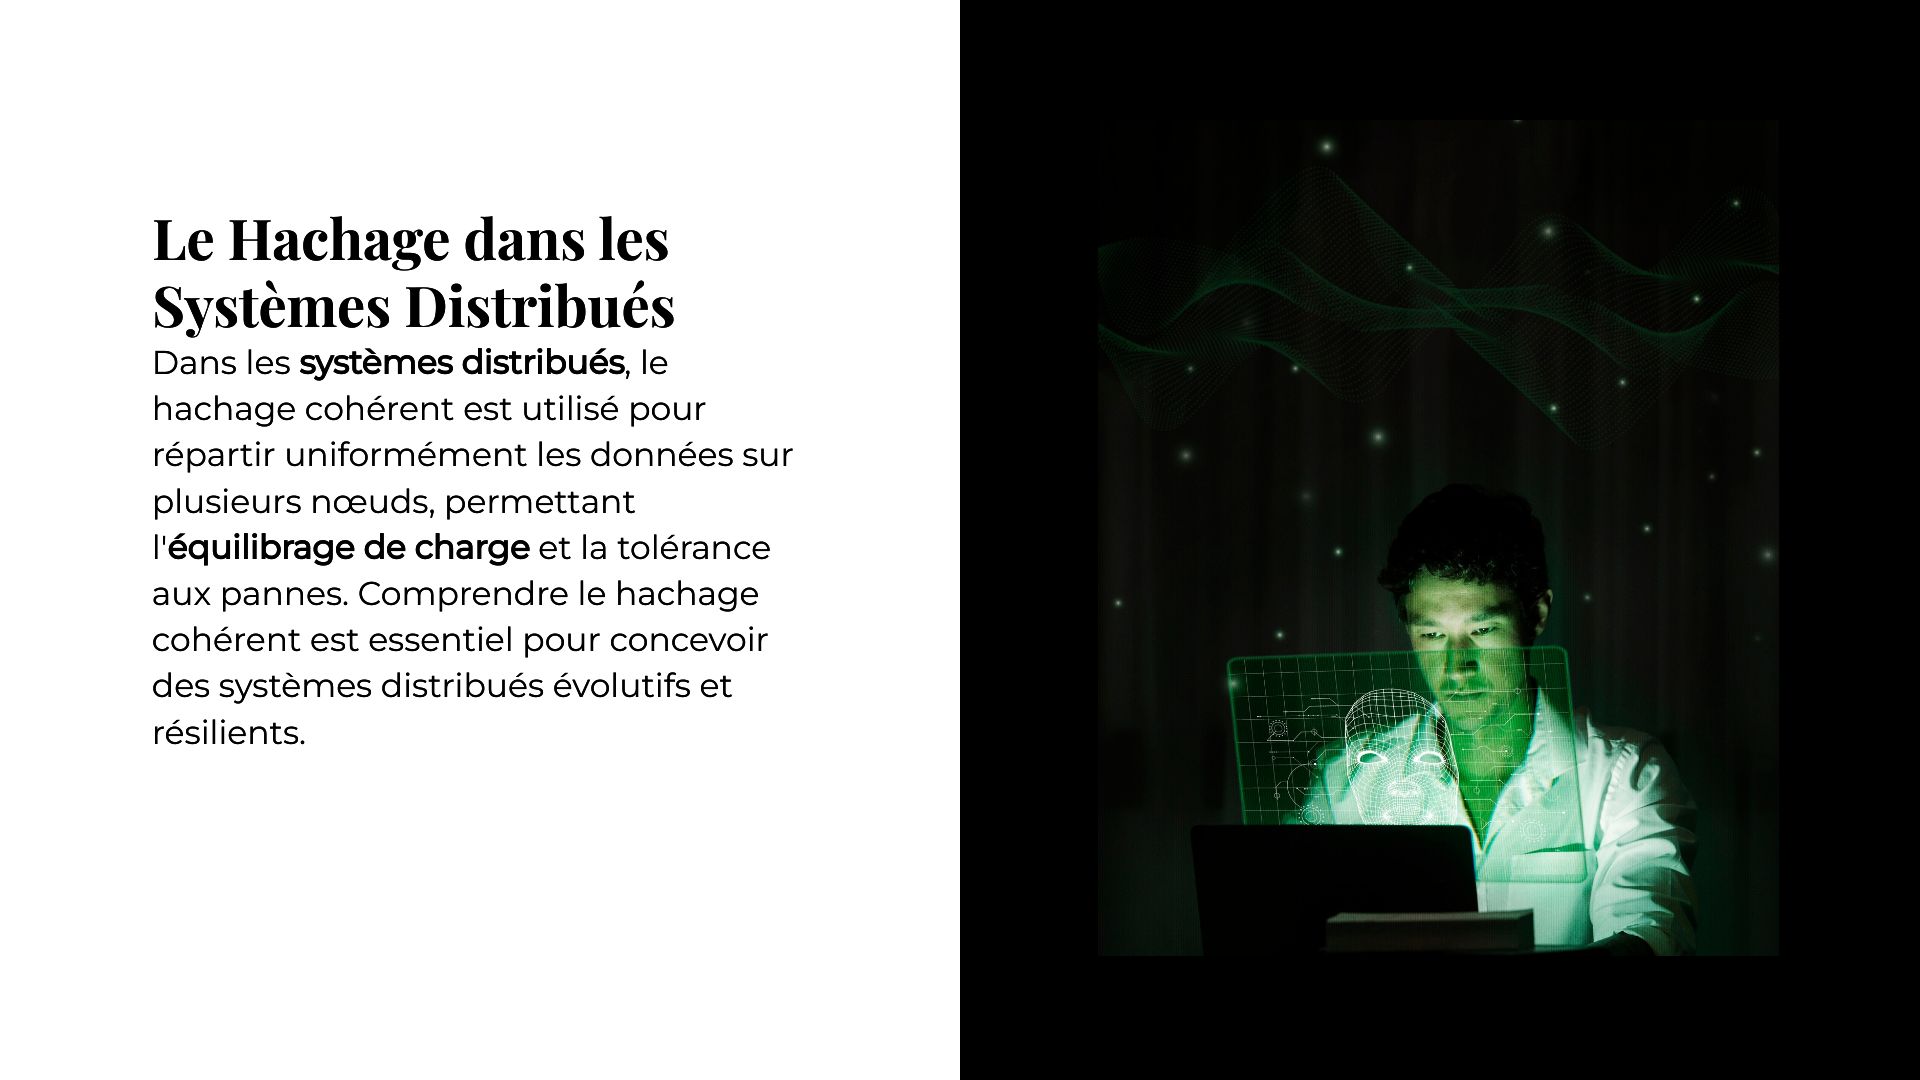 Le Hachage dans les
Systèmes Distribués
Dans les systèmes distribués, le
hachage cohérent est utilisé pour
répartir uniformément les données sur
plusieurs nœuds, permettant
l'équilibrage de charge et la tolérance
aux pannes. Comprendre le hachage
cohérent est essentiel pour concevoir
des systèmes distribués évolutifs et
résilients.